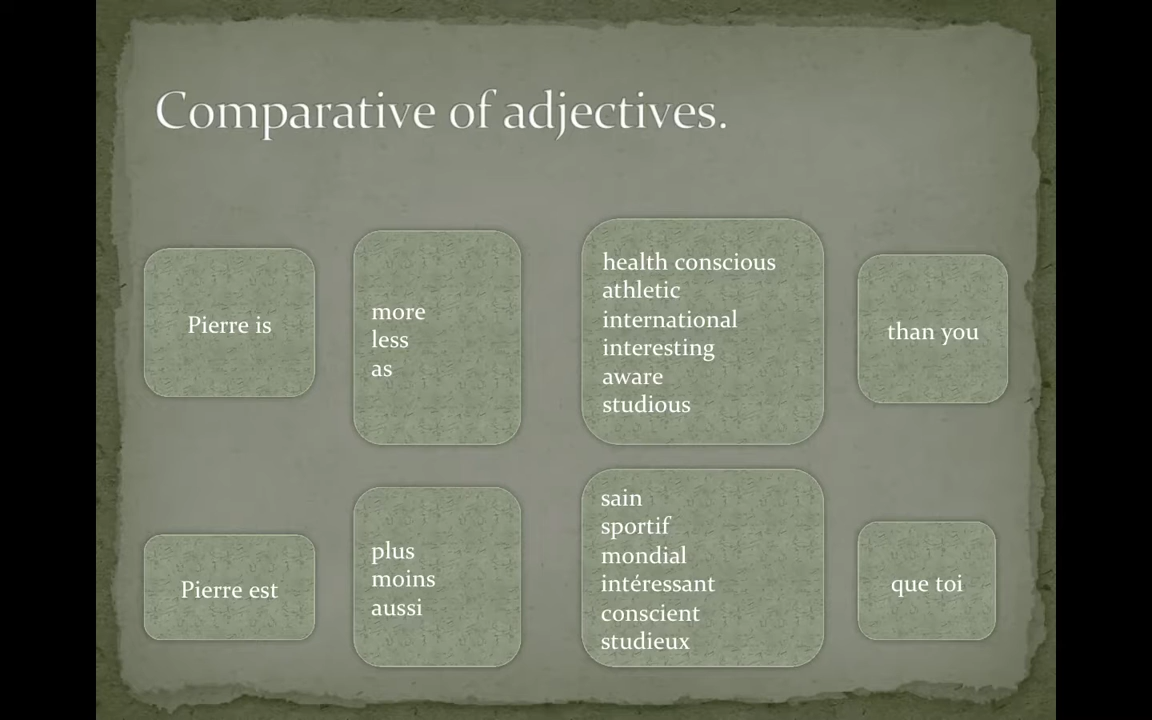 Comparative of adjectives.
Pierre is
more
less
as
health conscious
athletic
international
interesting
aware
studious
than you
Pierre est
plus
moins
aussi
sain
sportif
mondial
intéressant
conscient
studieux
que toi